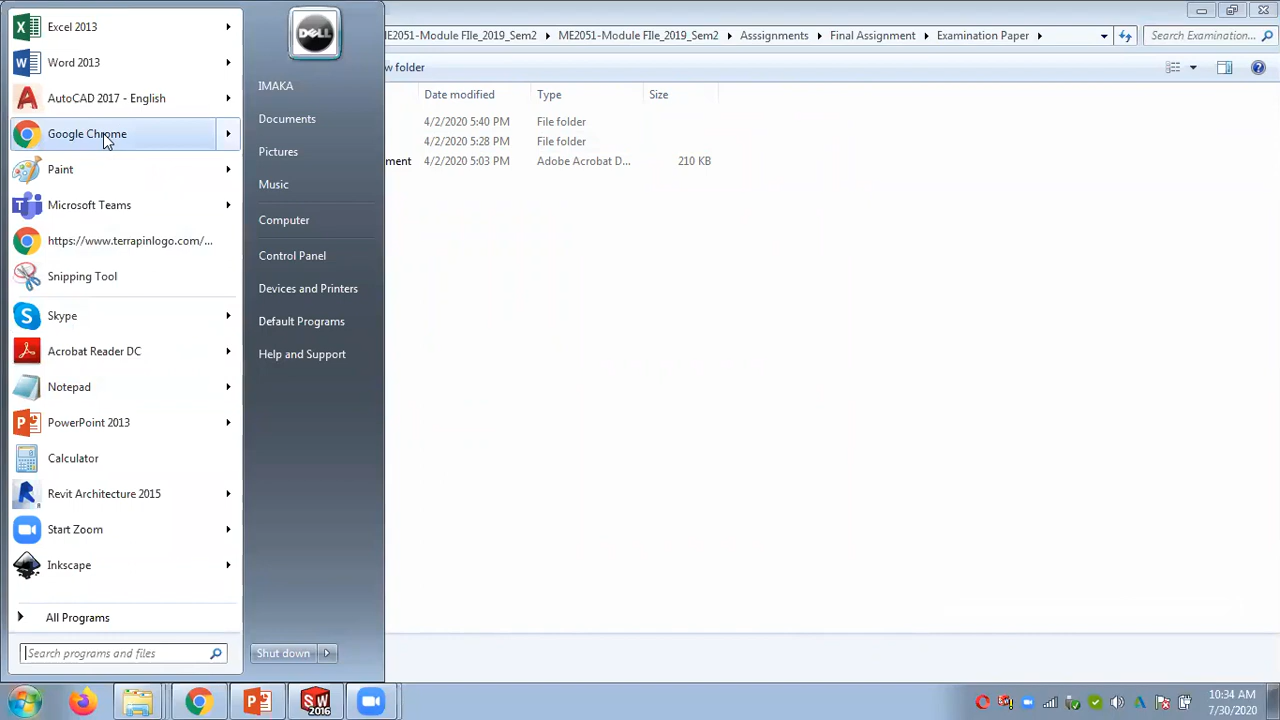 Excel 2013
Word 2013
AutoCAD 2017 - English
Google Chrome
Paint
Microsoft Teams
https://www.terrapinlogo.com/...
Snipping Tool
Skype
Acrobat Reader DC
Notepad
PowerPoint 2013
Calculator
Revit Architecture 2015
Start Zoom
Inkscape
All Programs
Search programs and files
DELL
IMAKA
Documents
Pictures
Music
Computer
Control Panel
Devices and Printers
Default Programs
Help and Support
Shut down
ME2051-Module FIle_2019_Sem2 ME2051-Module FIle_2019_Sem2 Asssignments Final Assignment Examination Paper Search Examination...
w folder
Date modified Type Size
4/2/2020 5:40 PM File folder
4/2/2020 5:28 PM File folder
ment 4/2/2020 5:03 PM Adobe Acrobat D... 210 KB
SW
2016
10:34 AM
7/30/2020